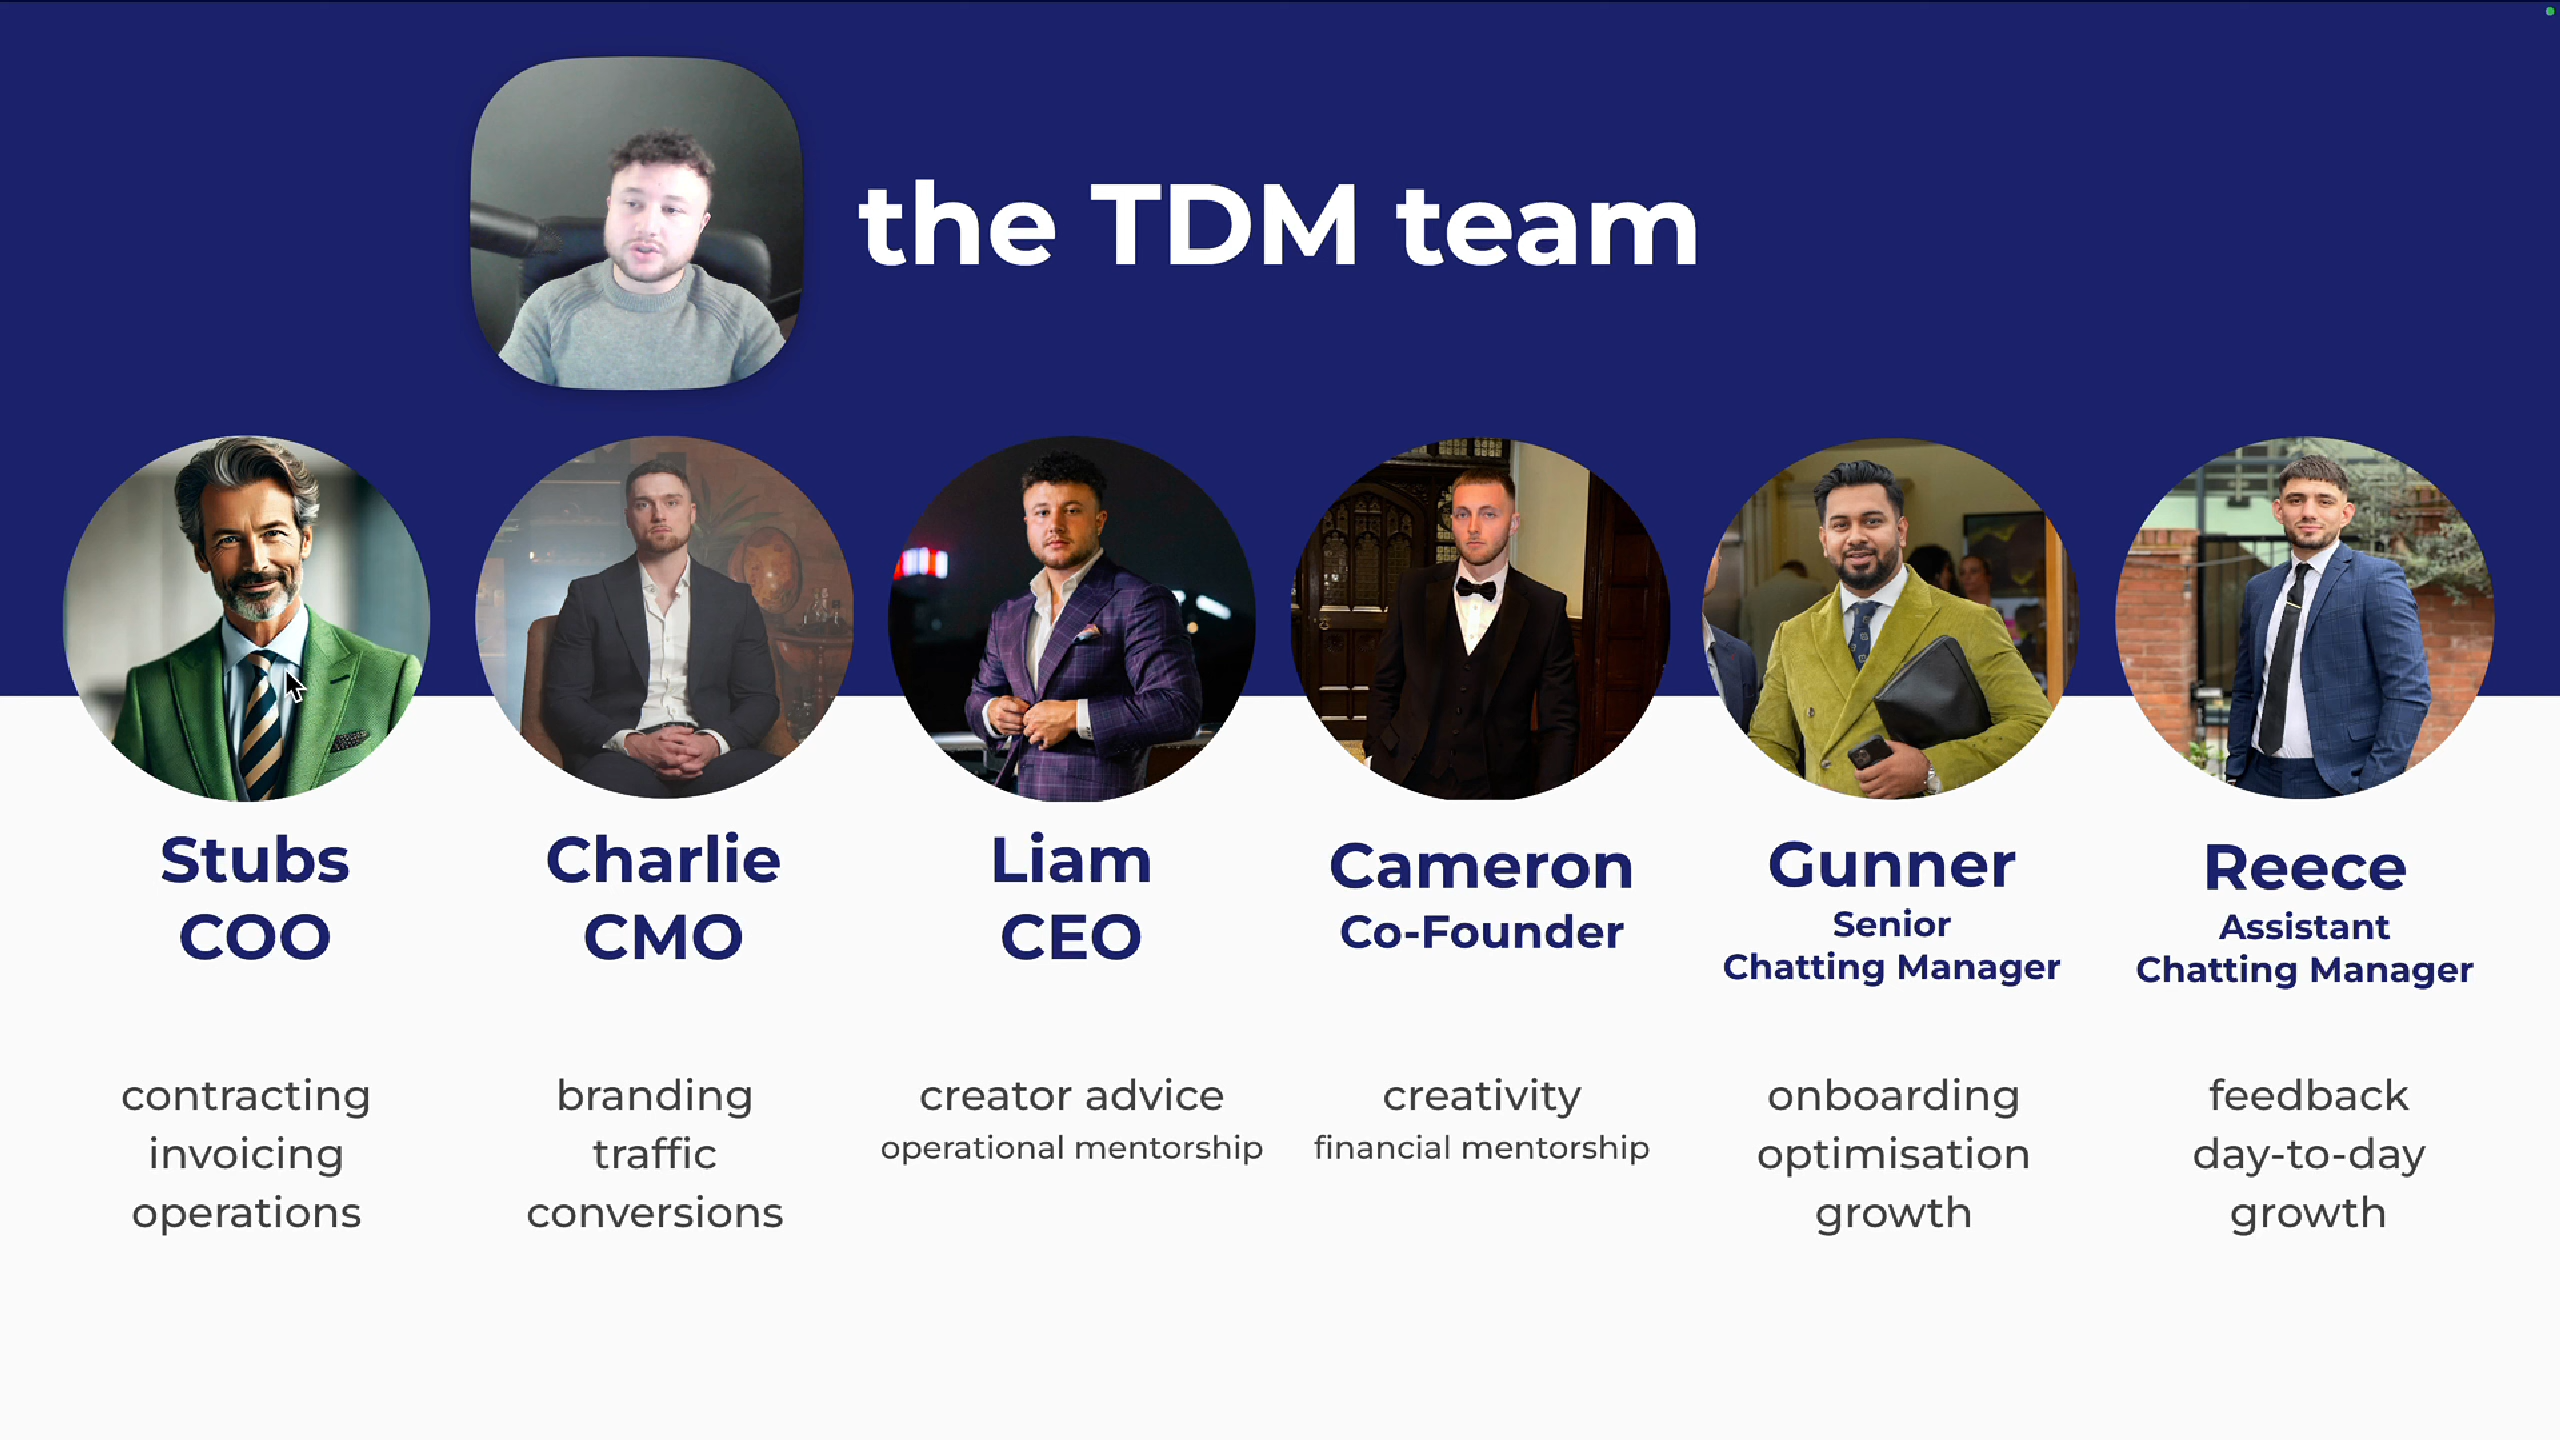 the TDM team
Stubs
COO
contracting
invoicing
operations
Charlie
CMO
branding
traffic
conversions
Liam
CEO
creator advice
operational mentorship
Cameron
Co-Founder
creativity
financial mentorship
Gunner
Senior
Chatting Manager
onboarding
optimisation
growth
Reece
Assistant
Chatting Manager
feedback
day-to-day
growth